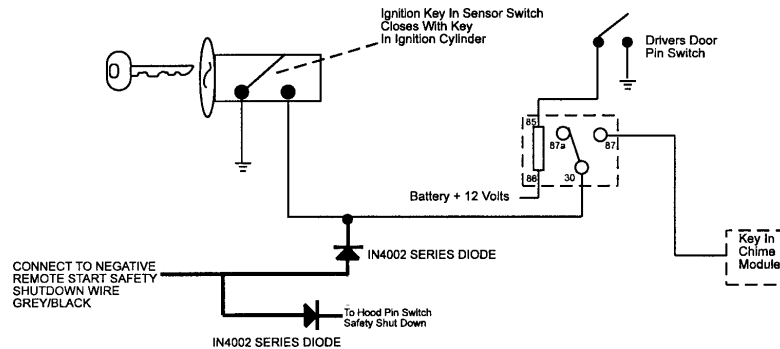 Ignition Key In Sensor Switch
Closes With Key
In Ignition Cylinder
Drivers Door
Pin Switch
85
87a
87
86
30
Battery + 12 Volts
Key In
Chime
Module
IN4002 SERIES DIODE
CONNECT TO NEGATIVE
REMOTE START SAFETY
SHUTDOWN WIRE
GREY/BLACK
To Hood Pin Switch
Safety Shut Down
IN4002 SERIES DIODE